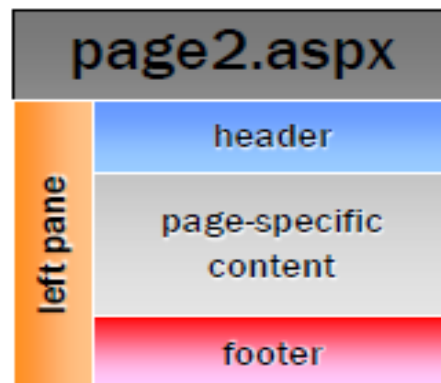 page2.aspx
left pane
header
page-specific
content
footer